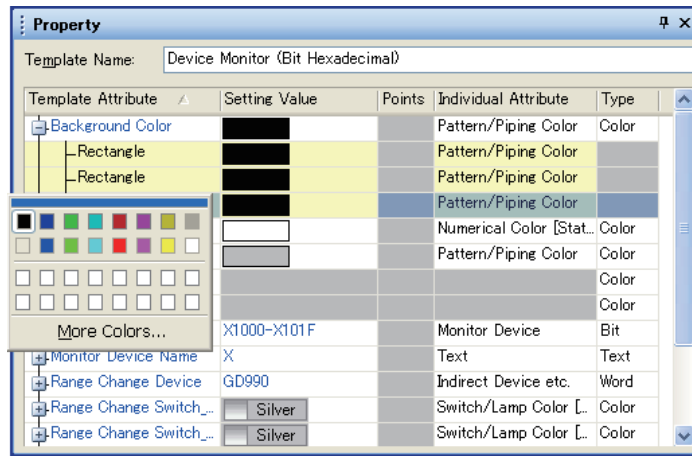 Property
Template Name: Device Monitor (Bit Hexadecimal)
Template Attribute Setting Value Points Individual Attribute Type
Background Color Pattern/Piping Color Color
Rectangle Pattern/Piping Color
Rectangle Pattern/Piping Color
Pattern/Piping Color
Numerical Color [Stat... Color
Pattern/Piping Color Color
Color
Color
More Colors...
X1000-X101F Monitor Device Bit
Monitor Device Name X Text Text
Range Change Device GD990 Indirect Device etc. Word
Range Change Switch_... Silver Switch/Lamp Color [... Color
Range Change Switch_... Silver Switch/Lamp Color [... Color